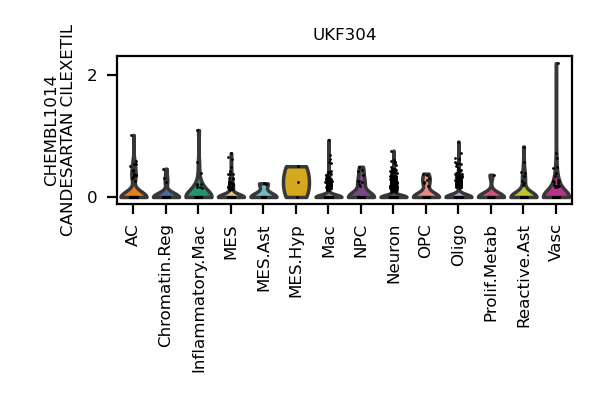 UKF304
CHEMBL1014
CANDESARTAN CILEXETIL
2
0
AC
Chromatin.Reg
Inflammatory.Mac
MES
MES.Ast
MES.Hyp
Mac
NPC
Neuron
OPC
Oligo
Prolif.Metab
Reactive.Ast
Vasc